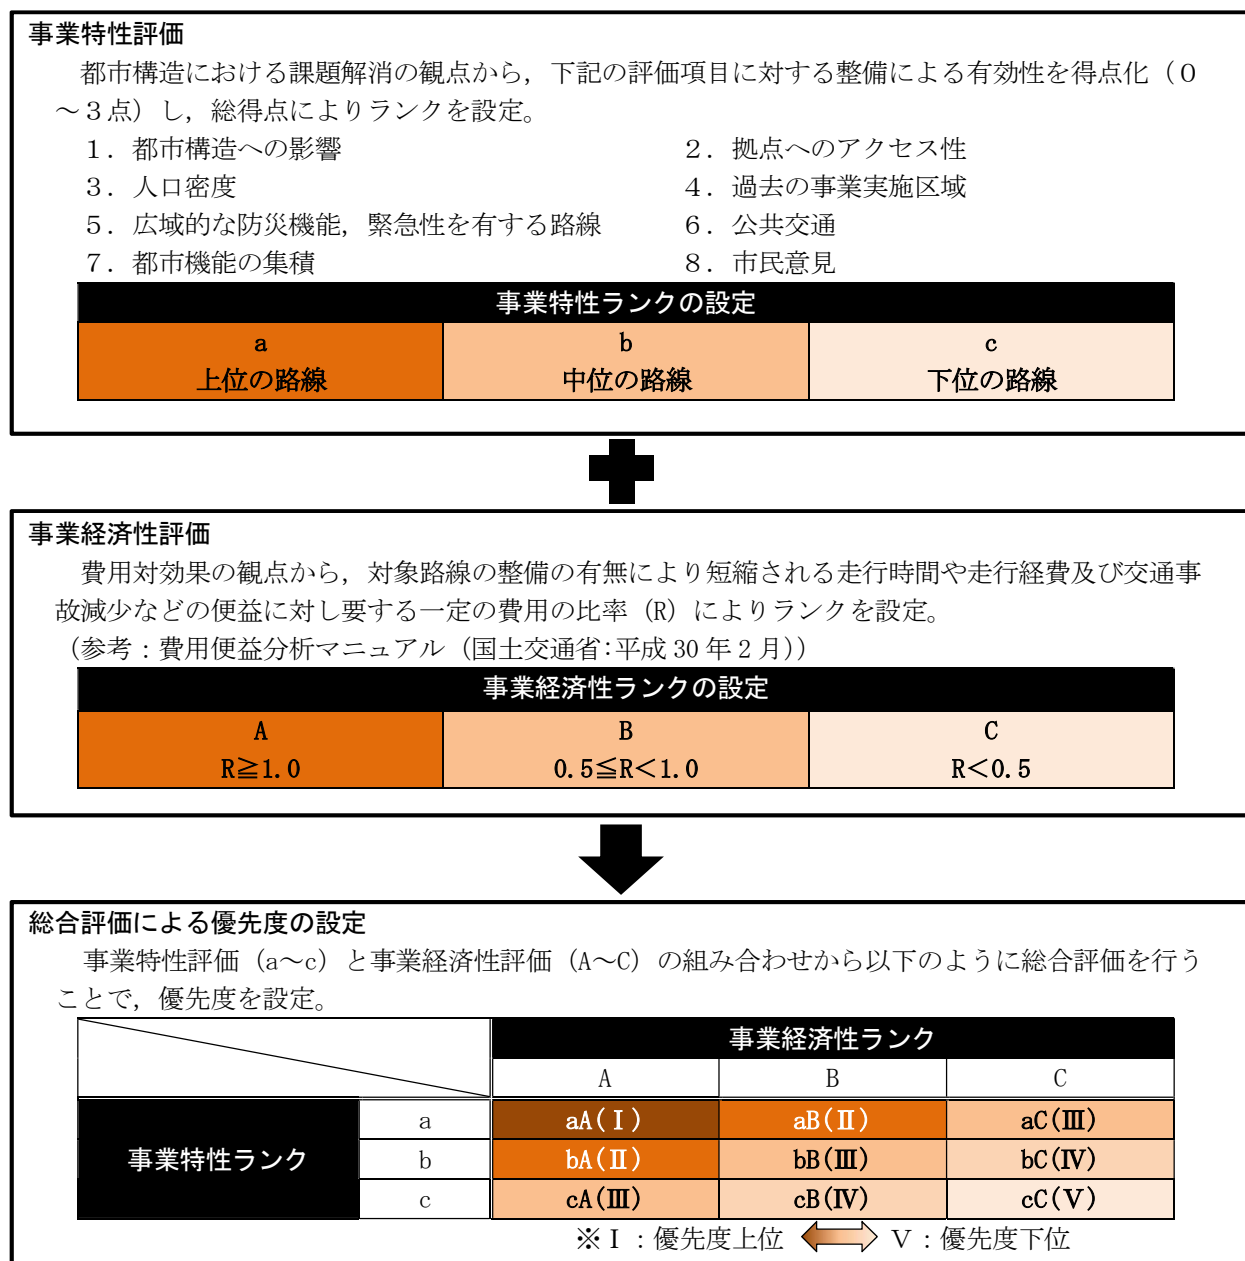 事業特性評価
都市構造における課題解消の観点から，下記の評価項目に対する整備による有効性を得点化（０
～３点）し，総得点によりランクを設定。
１．都市構造への影響 ２．拠点へのアクセス性
３．人口密度 ４．過去の事業実施区域
５．広域的な防災機能，緊急性を有する路線 ６．公共交通
７．都市機能の集積 ８．市民意見
事業特性ランクの設定
a b c
上位の路線 中位の路線 下位の路線
事業経済性評価
費用対効果の観点から，対象路線の整備の有無により短縮される走行時間や走行経費及び交通事
故減少などの便益に対し要する一定の費用の比率（R）によりランクを設定。
（参考：費用便益分析マニュアル（国土交通省：平成 30 年２月））
事業経済性ランクの設定
A B C
R≧1.0 0.5≦R＜1.0 R＜0.5
総合評価による優先度の設定
事業特性評価（a～c）と事業経済性評価（A～C）の組み合わせから以下のように総合評価を行う
ことで，優先度を設定。
事業経済性ランク
A B C
事業特性ランク
a aA(Ⅰ) aB(Ⅱ) aC(Ⅲ)
b bA(Ⅱ) bB(Ⅲ) bC(Ⅳ)
c cA(Ⅲ) cB(Ⅳ) cC(Ⅴ)
※Ⅰ：優先度上位 Ⅴ：優先度下位